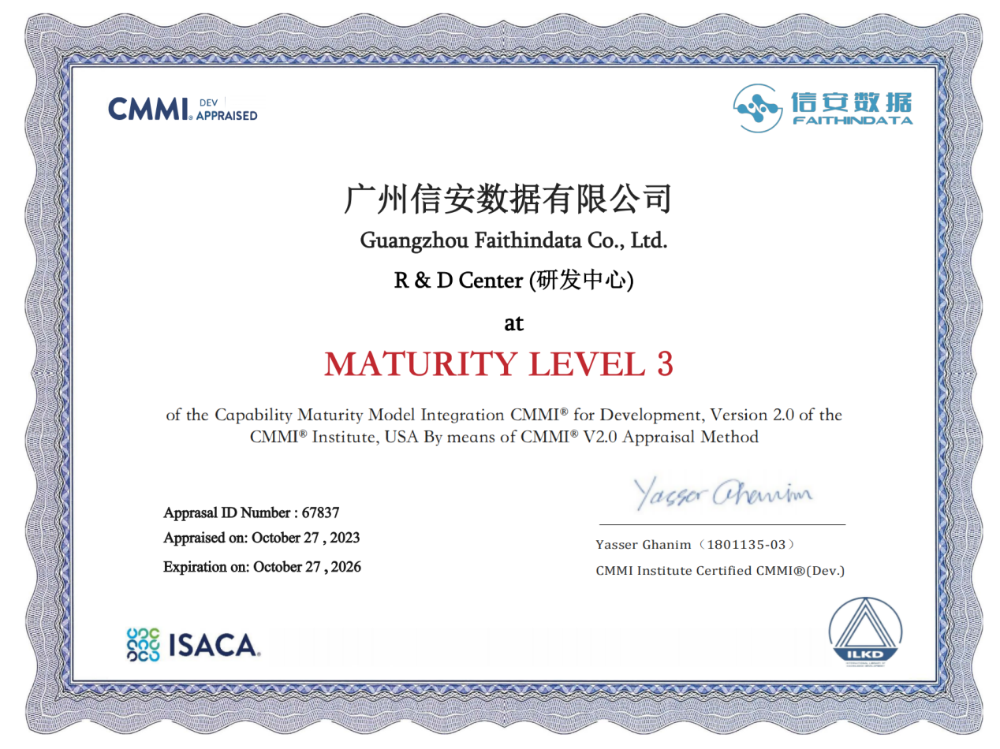 CMMI® DEV APPRAISED
信安数据
FAITHINDATA
广州信安数据有限公司
Guangzhou Faithindata Co., Ltd.
R & D Center (研发中心)
at
MATURITY LEVEL 3
of the Capability Maturity Model Integration CMMI® for Development, Version 2.0 of the
CMMI® Institute, USA By means of CMMI® V2.0 Appraisal Method
Yasser Ghanim
Apprasal ID Number : 67837
Appraised on: October 27 , 2023
Expiration on: October 27 , 2026
Yasser Ghanim（1801135-03）
CMMI Institute Certified CMMI®(Dev.)
ISACA®
ILKD